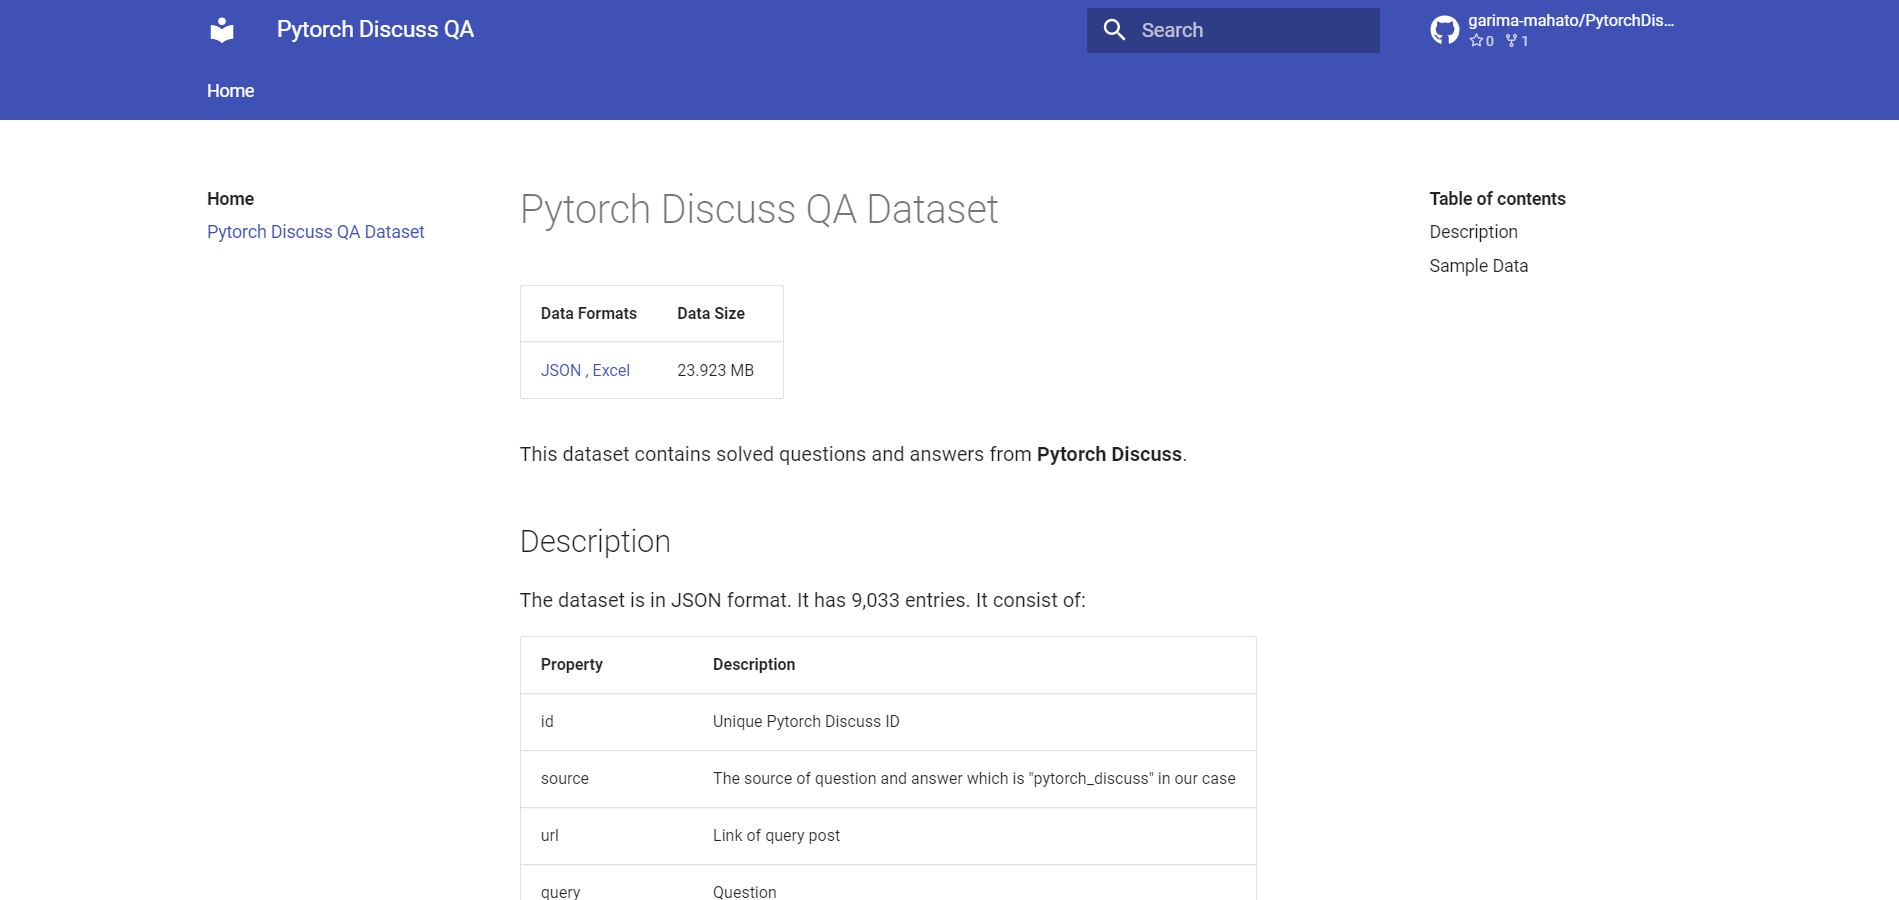 Pytorch Discuss QA
Search
garima-mahato/PytorchDis...
0 1
Home
Home
Pytorch Discuss QA Dataset
Pytorch Discuss QA Dataset
Table of contents
Description
Sample Data
Data Formats Data Size
JSON , Excel 23.923 MB
This dataset contains solved questions and answers from Pytorch Discuss.
Description
The dataset is in JSON format. It has 9,033 entries. It consist of:
Property Description
id Unique Pytorch Discuss ID
source The source of question and answer which is "pytorch_discuss" in our case
url Link of query post
query Question